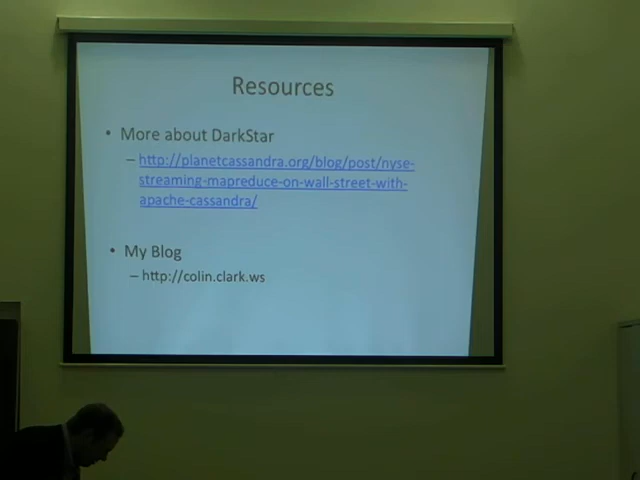 Resources
• More about DarkStar
– http://planetcassandra.org/blog/post/nyse-
streaming-mapreduce-on-wall-street-with-
apache-cassandra/
• My Blog
– http://colin.clark.ws